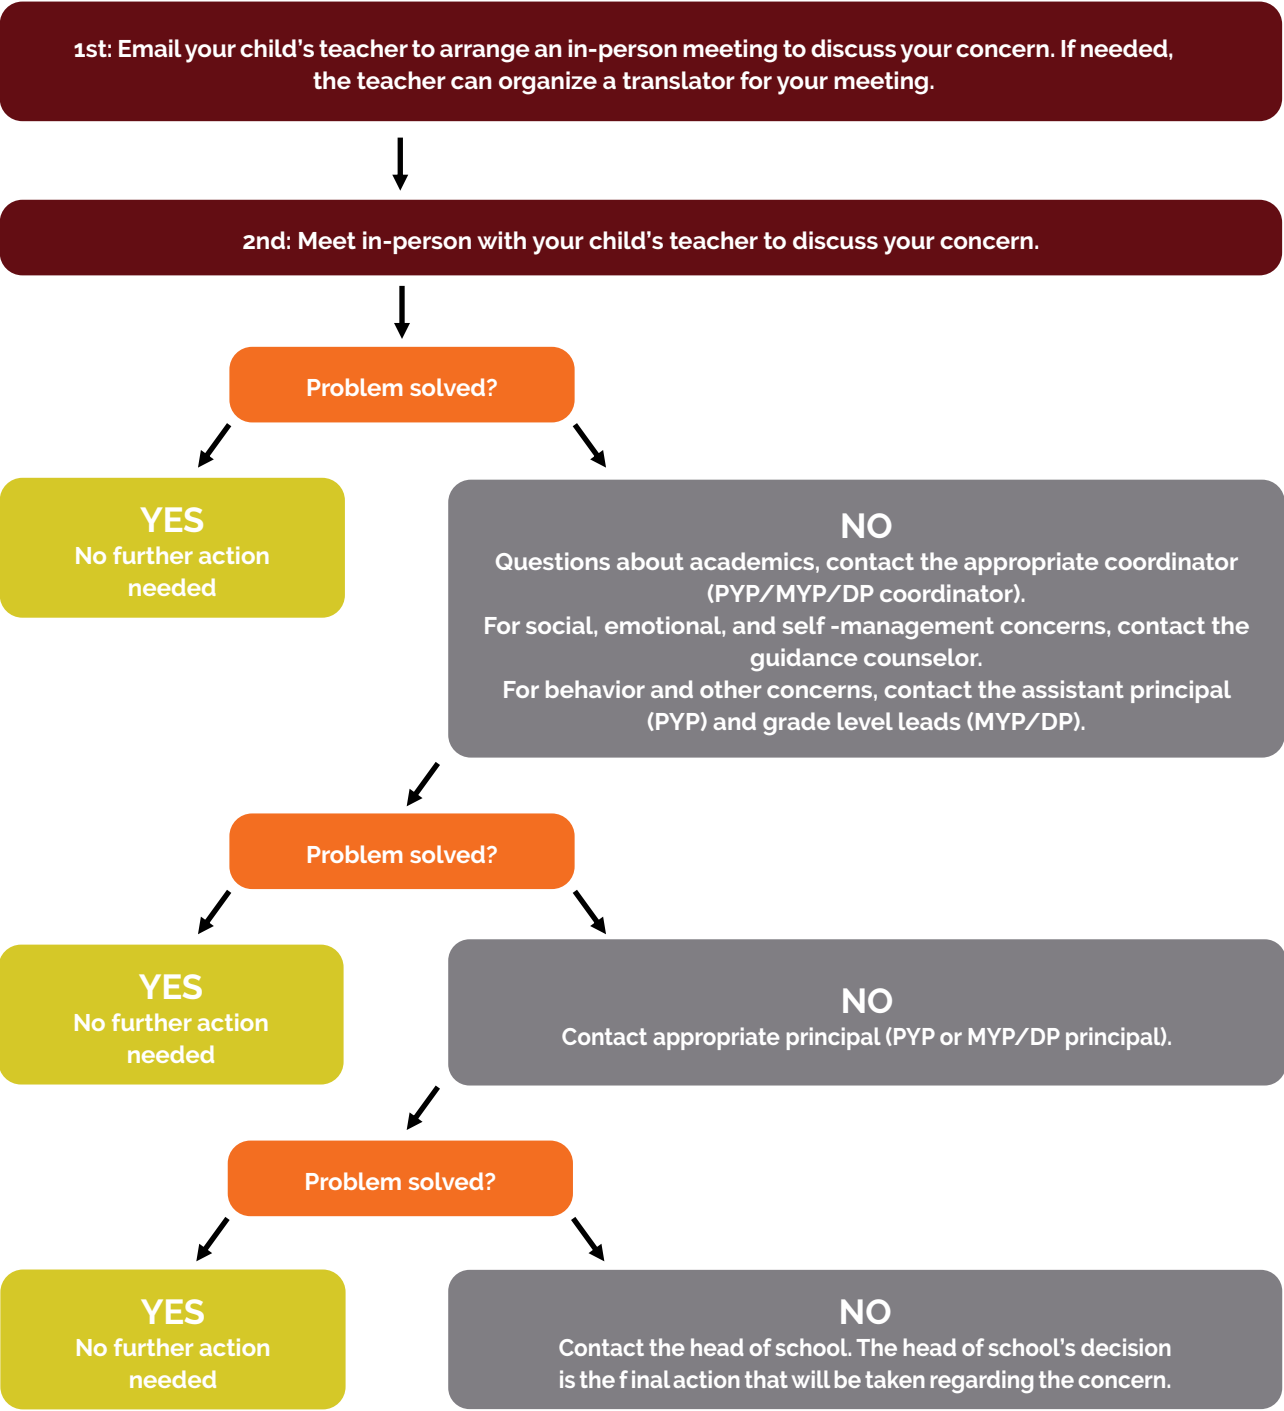 1st: Email your child's teacher to arrange an in-person meeting to discuss your concern. If needed,
the teacher can organize a translator for your meeting.
2nd: Meet in-person with your child's teacher to discuss your concern.
Problem solved?
YES
No further action
needed
NO
Questions about academics, contact the appropriate coordinator
(PYP/MYP/DP coordinator).
For social, emotional, and self -management concerns, contact the
guidance counselor.
For behavior and other concerns, contact the assistant principal
(PYP) and grade level leads (MYP/DP).
Problem solved?
YES
No further action
needed
NO
Contact appropriate principal (PYP or MYP/DP principal).
Problem solved?
YES
No further action
needed
NO
Contact the head of school. The head of school's decision
is the f inal action that will be taken regarding the concern.